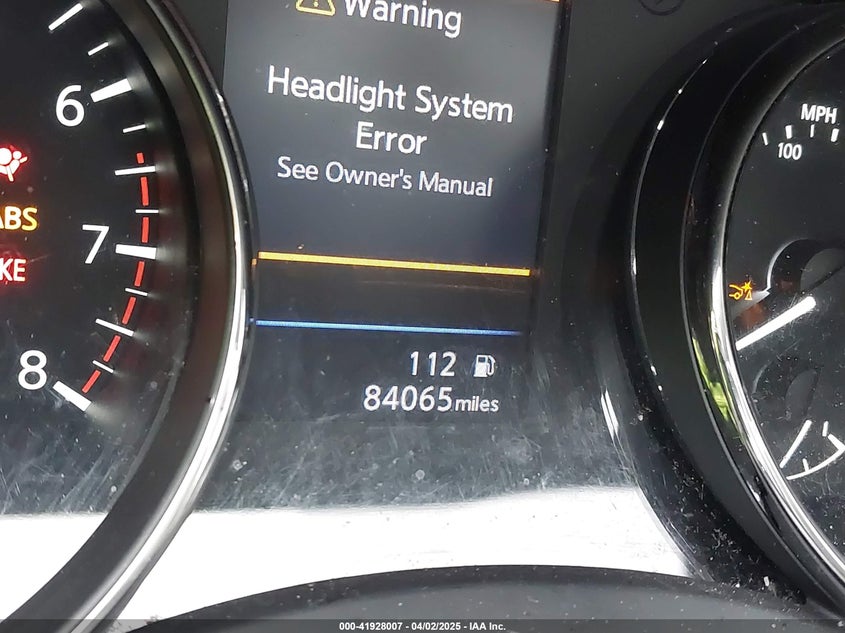 Warning
Headlight System
Error
See Owner's Manual
112
84065 miles
6
7
8
ABS
MPH
100
000-41928007 - 04/02/2025 - IAA Inc.